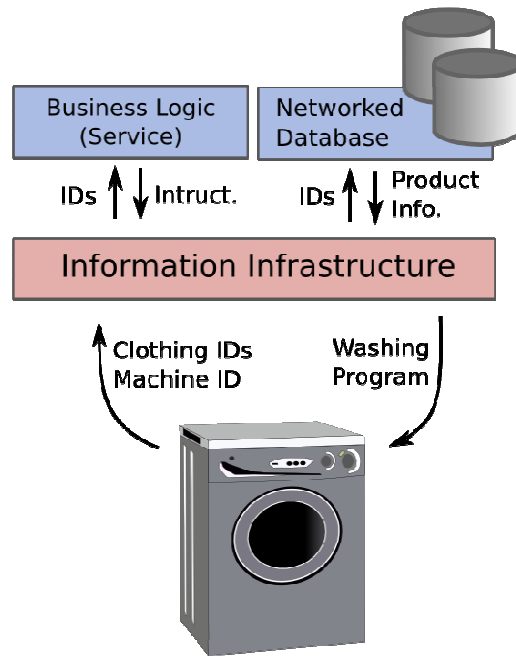 Business Logic
(Service)
Networked
Database
IDs
Intruct.
IDs
Product
Info.
Information Infrastructure
Clothing IDs
Machine ID
Washing
Program